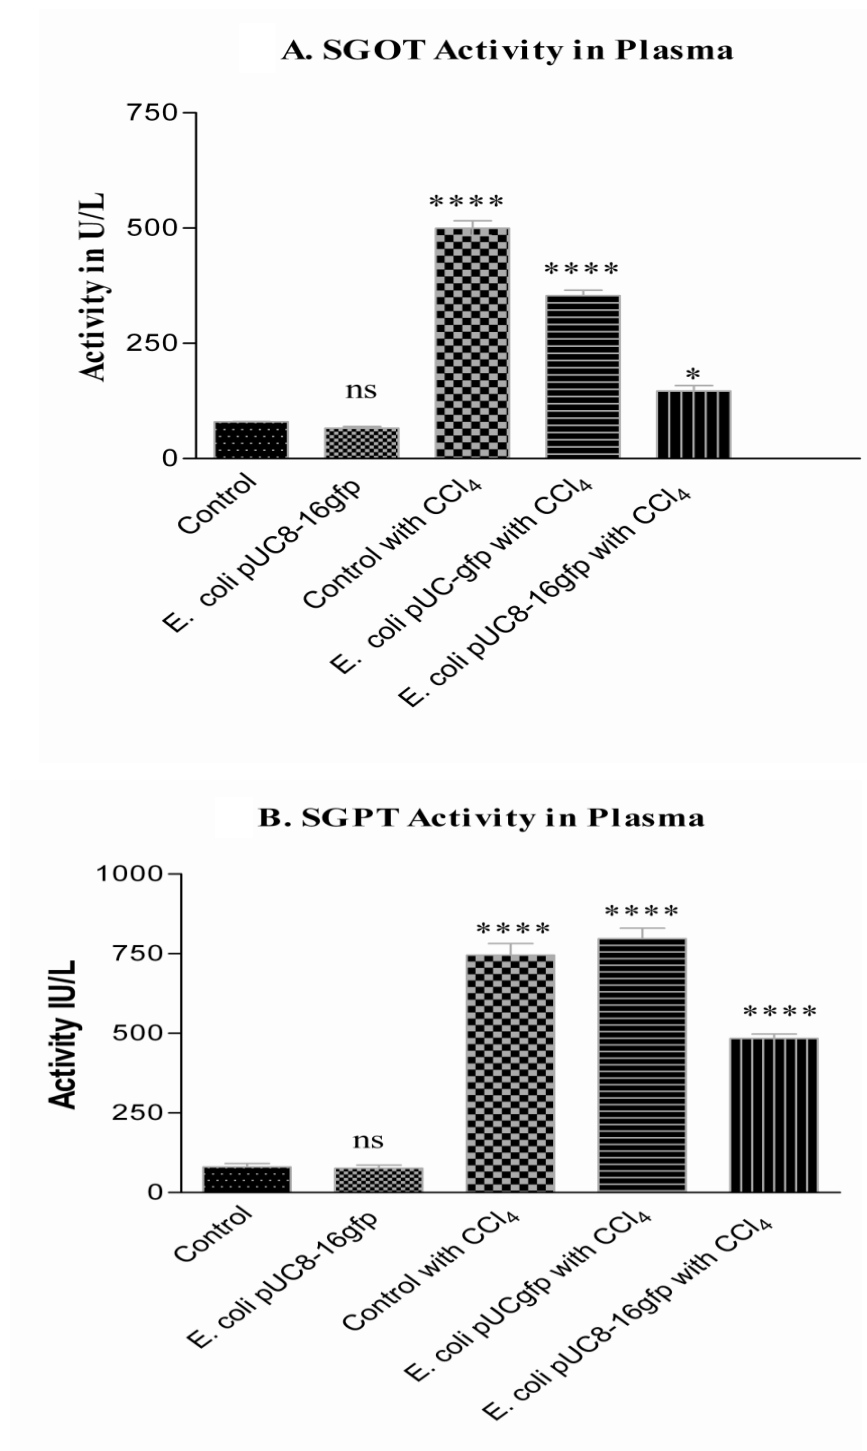 A. SGOT Activity in Plasma
Activity in U/L
750
500
250
0
ns
****
****
*
Control
E. coli pUC8-16gfp
Control with CCl₄
E. coli pUC-gfp with CCl₄
E. coli pUC8-16gfp with CCl₄
B. SGPT Activity in Plasma
Activity IU/L
1000
750
500
250
0
ns
****
****
****
Control
E. coli pUC8-16gfp
Control with CCl₄
E. coli pUCgfp with CCl₄
E. coli pUC8-16gfp with CCl₄